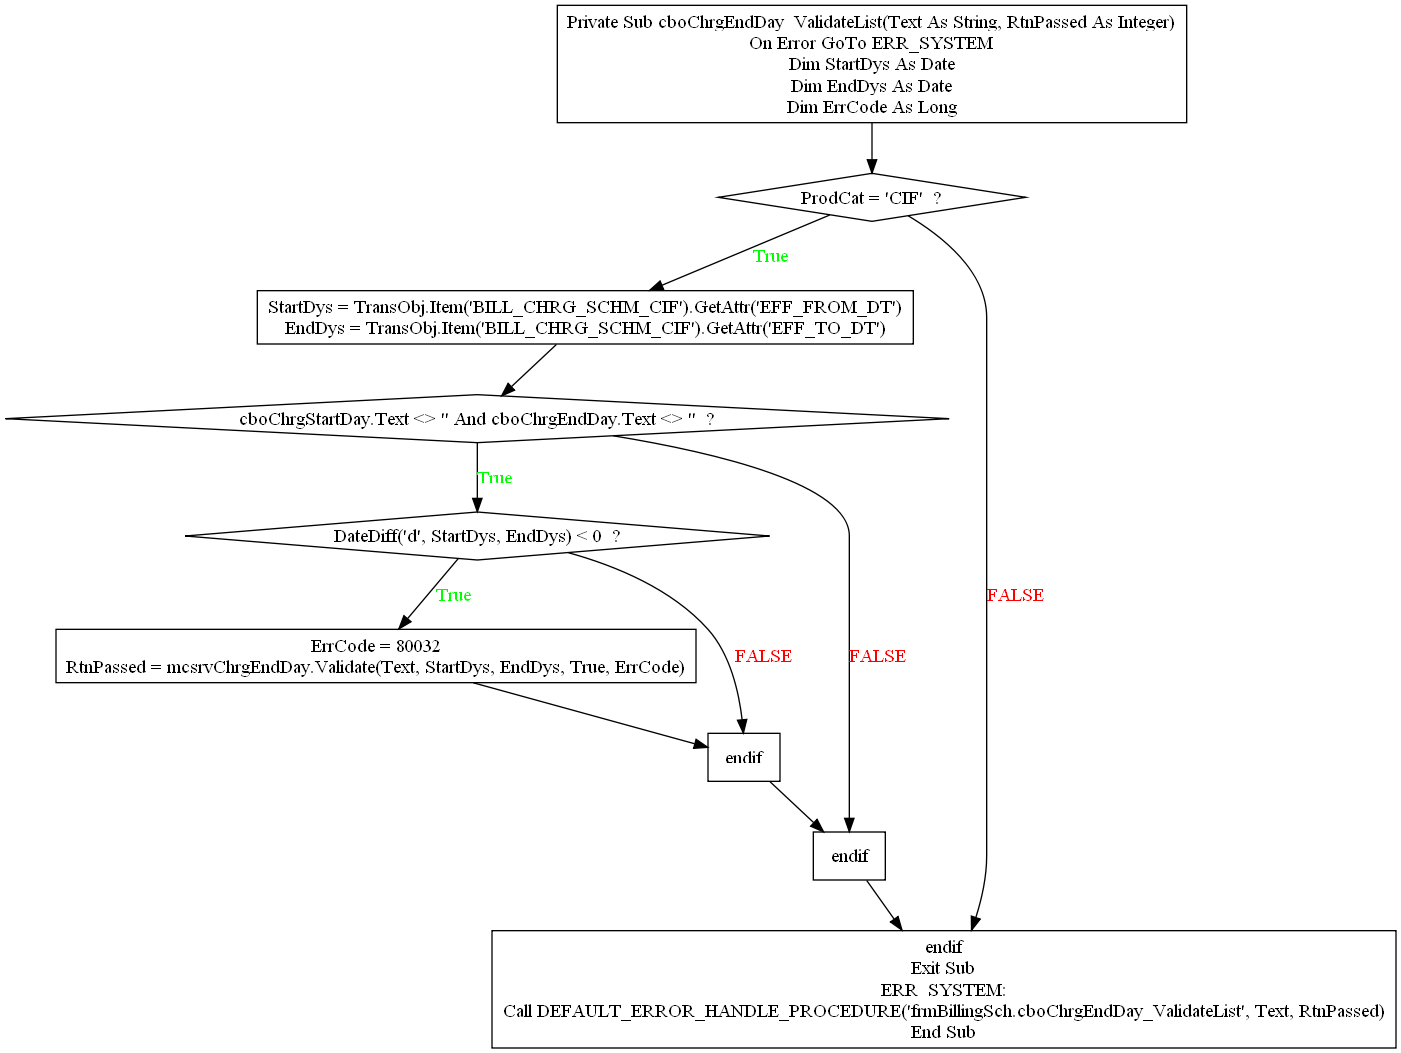 Private Sub cboChrgEndDay_ValidateList(Text As String, RtnPassed As Integer)
On Error GoTo ERR_SYSTEM
Dim StartDys As Date
Dim EndDys As Date
Dim ErrCode As Long
ProdCat = 'CIF'  ?
True
StartDys = TransObj.Item('BILL_CHRG_SCHM_CIF').GetAttr('EFF_FROM_DT')
EndDys = TransObj.Item('BILL_CHRG_SCHM_CIF').GetAttr('EFF_TO_DT')
cboChrgStartDay.Text <> '' And cboChrgEndDay.Text <> ''  ?
True
DateDiff('d', StartDys, EndDys) < 0  ?
True
FALSE
ErrCode = 80032
RtnPassed = mcsrvChrgEndDay.Validate(Text, StartDys, EndDys, True, ErrCode)
FALSE
FALSE
endif
endif
endif
Exit Sub
ERR_SYSTEM:
Call DEFAULT_ERROR_HANDLE_PROCEDURE('frmBillingSch.cboChrgEndDay_ValidateList', Text, RtnPassed)
End Sub